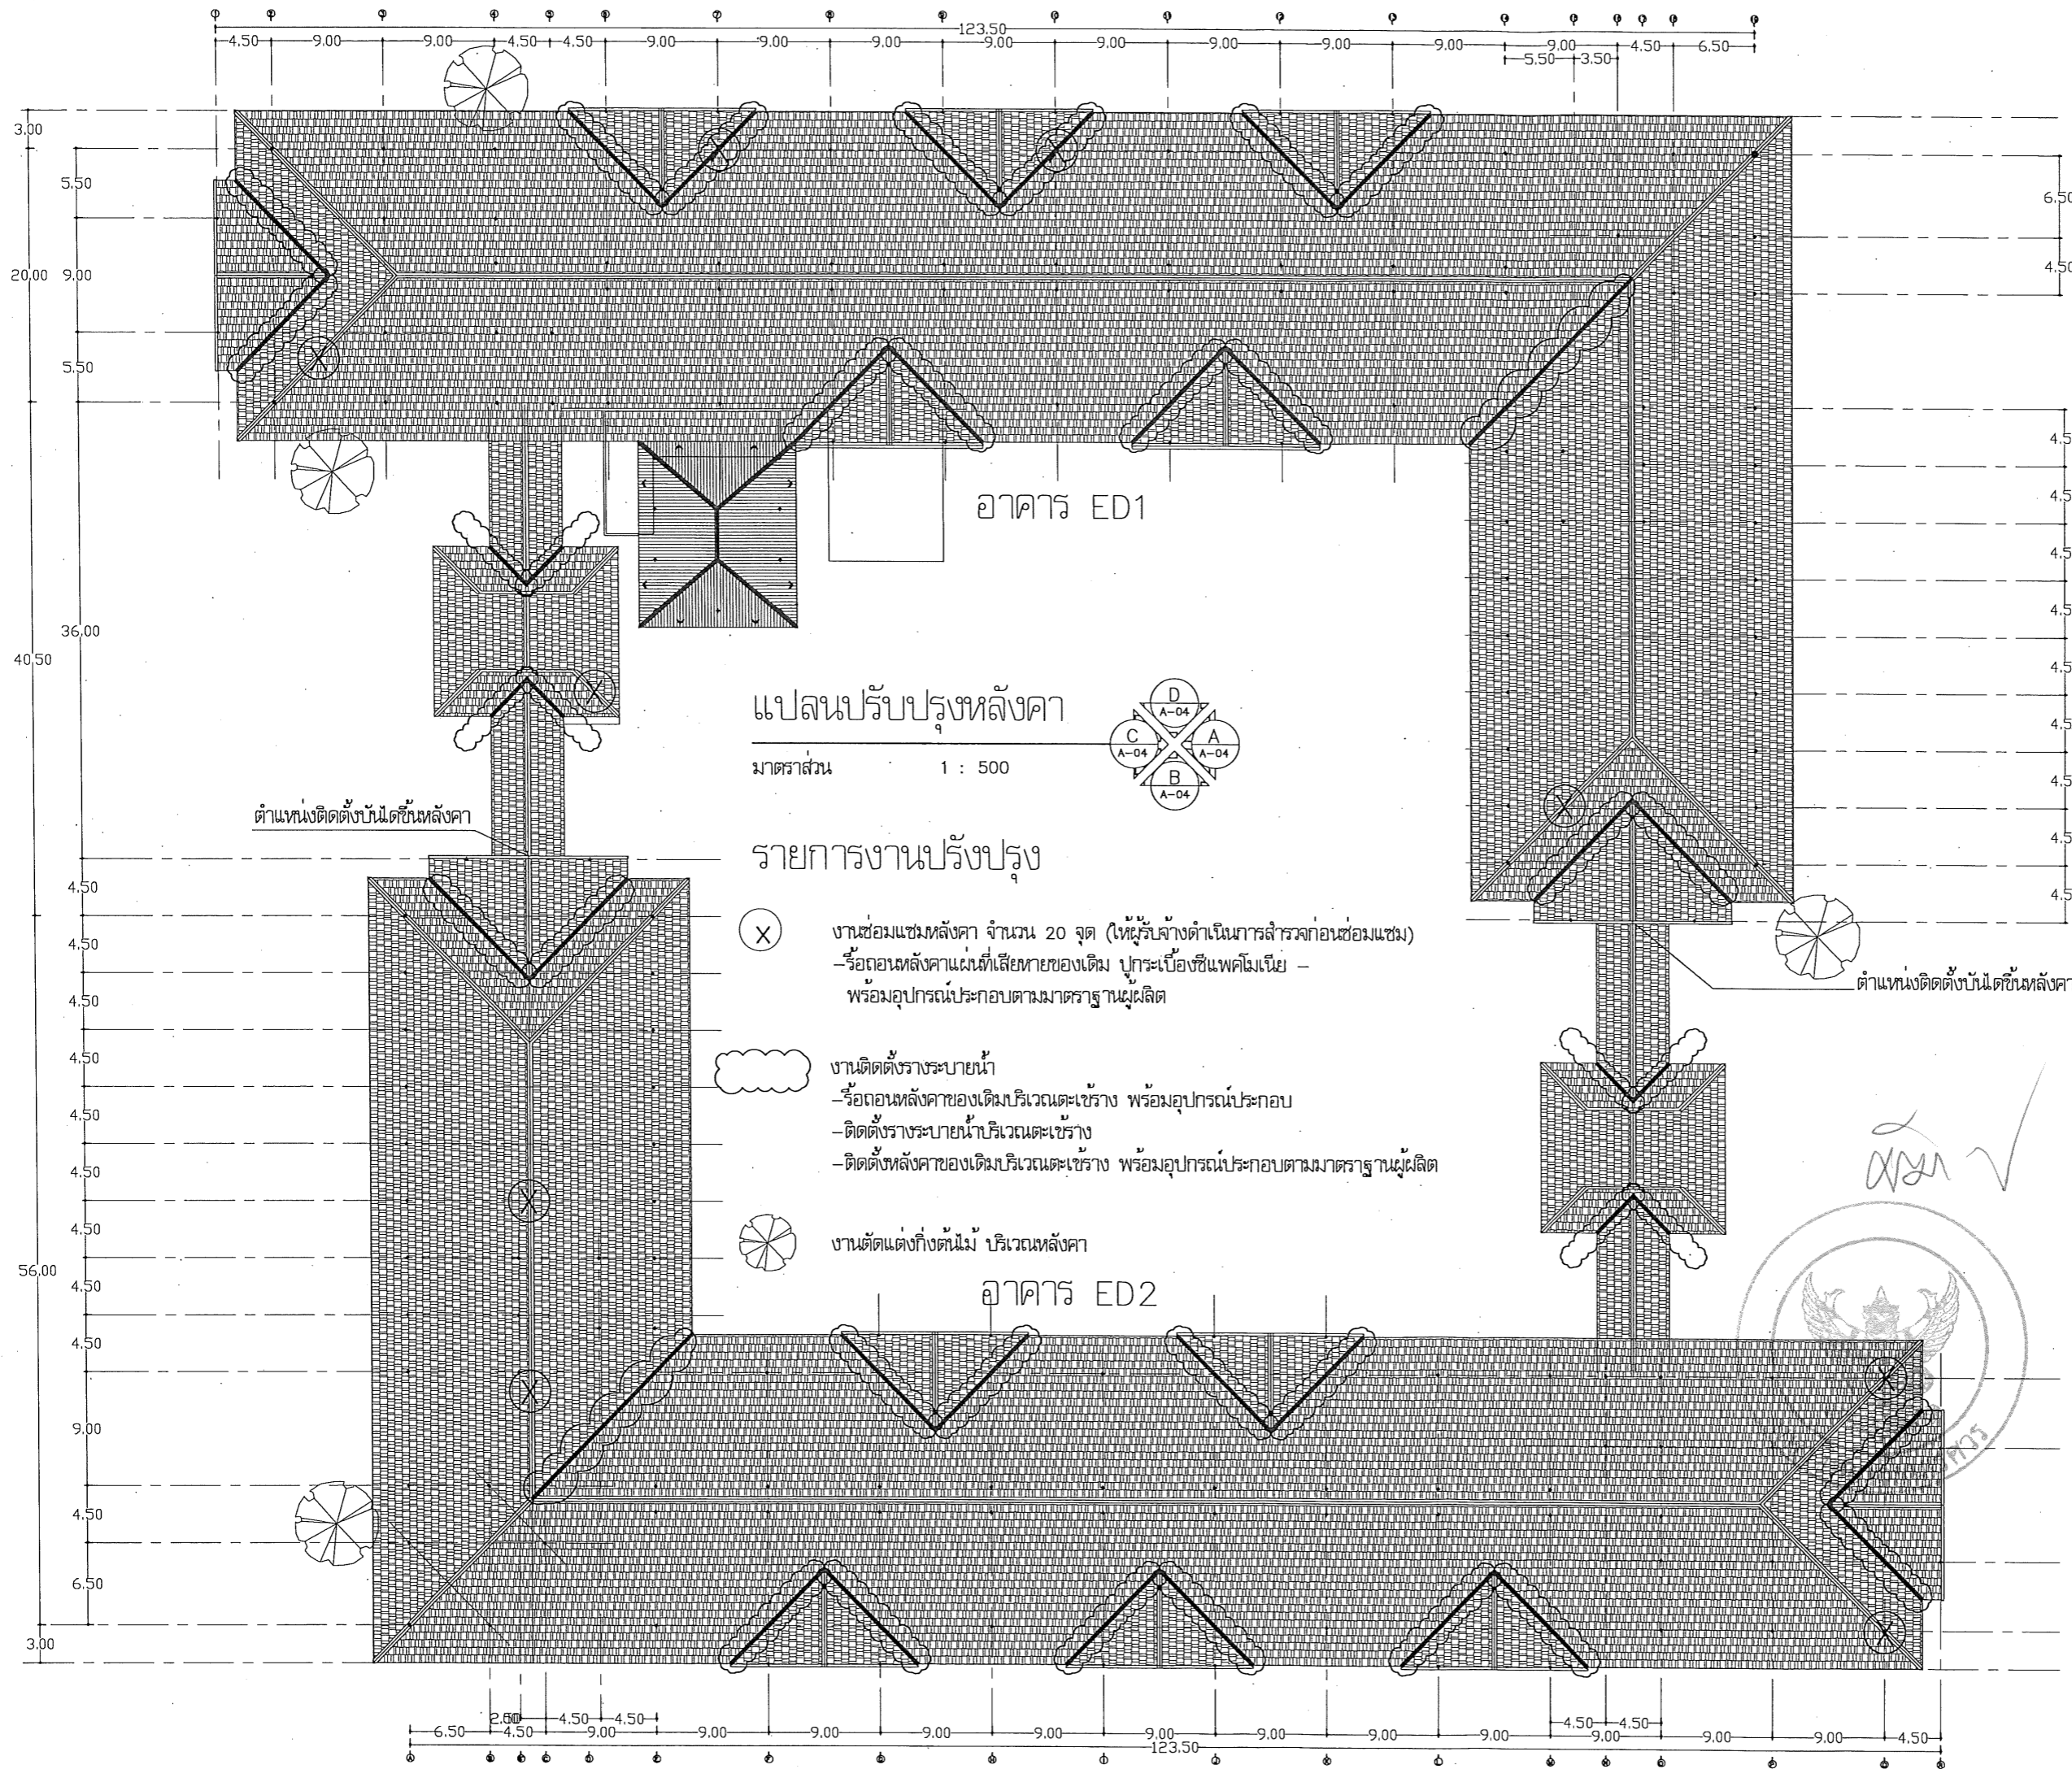 123.50
4.50 9.00 9.00 4.50 4.50 9.00 9.00 9.00 9.00 9.00 9.00 9.00 9.00 9.00 4.50 6.50
5.50 3.50
3.00
5.50
20.00 9.00
5.50
36.00
40.50
6.50
4.50
อาคาร ED1
แปลนปรับปรุงหลังคา
มาตราส่วน 1 : 500
D
A-04
C
A-04
A
A-04
B
A-04
ตำแหน่งติดตั้งบันไดขึ้นหลังคา
รายการงานปรังปรุง
X งานซ่อมแซมหลังคา จำนวน 20 จุด (ให้ผู้รับจ้างดำเนินการสำรวจก่อนซ่อมแซม)
-รื้อถอนหลังคาแผ่นที่เสียหายของเดิม ปูกระเบื้องซีแพคโมเนีย -
พร้อมอุปกรณ์ประกอบตามมาตราฐานผู้ผลิต
ตำแหน่งติดตั้งบันไดขึ้นหลังคา
งานติดตั้งรางระบายน้ำ
-รื้อถอนหลังคาของเดิมบริเวณตะเข้ราง พร้อมอุปกรณ์ประกอบ
-ติดตั้งรางระบายน้ำบริเวณตะเข้ราง
-ติดตั้งหลังคาของเดิมบริเวณตะเข้ราง พร้อมอุปกรณ์ประกอบตามมาตราฐานผู้ผลิต
งานตัดแต่งกิ่งต้นไม้ บริเวณหลังคา
อาคาร ED2
4.50
4.50
4.50
4.50
4.50
4.50
4.50
56.00 4.50
4.50
9.00
4.50
6.50
3.00
2.50 4.50 4.50 4.50 4.50
6.50 4.50 9.00 9.00 9.00 9.00 9.00 9.00 9.00 9.00 9.00 9.00 9.00 4.50
123.50